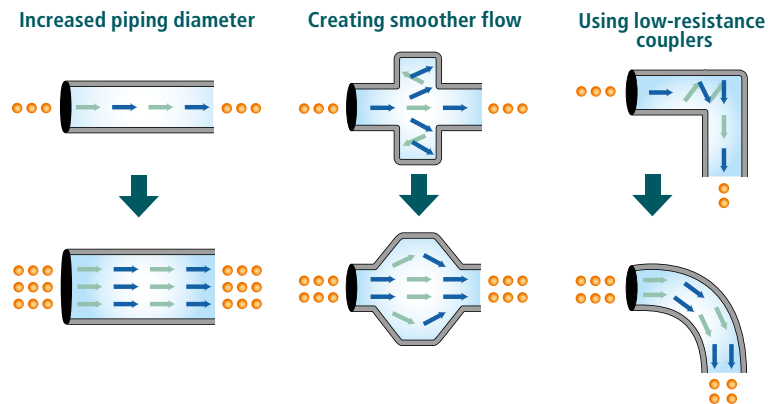 Increased piping diameter
Creating smoother flow
Using low-resistance
couplers